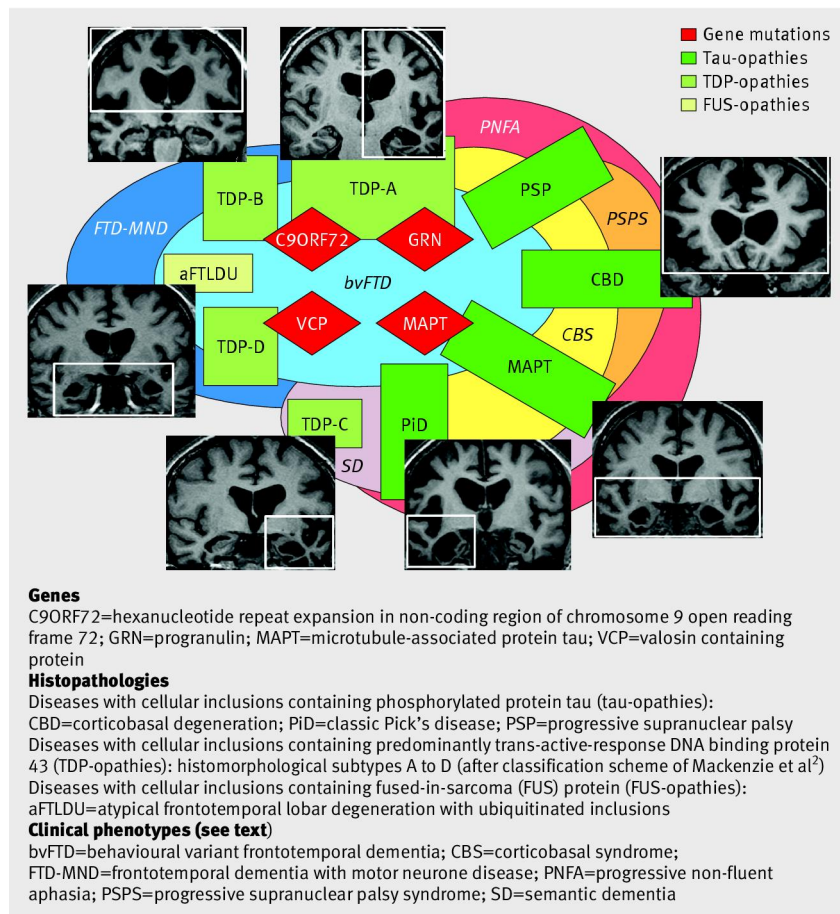 Gene mutations
Tau-opathies
TDP-opathies
FUS-opathies
PNFA
TDP-A
PSP
TDP-B
PSPS
FTD-MND
C9ORF72
GRN
aFTLDU
bvFTD
CBD
VCP
MAPT
CBS
TDP-D
MAPT
TDP-C
PiD
SD
Genes
C9ORF72=hexanucleotide repeat expansion in non-coding region of chromosome 9 open reading
frame 72; GRN=progranulin; MAPT=microtubule-associated protein tau; VCP=valosin containing
protein
Histopathologies
Diseases with cellular inclusions containing phosphorylated protein tau (tau-opathies):
CBD=corticobasal degeneration; PiD=classic Pick's disease; PSP=progressive supranuclear palsy
Diseases with cellular inclusions containing predominantly trans-active-response DNA binding protein
43 (TDP-opathies): histomorphological subtypes A to D (after classification scheme of Mackenzie et al²)
Diseases with cellular inclusions containing fused-in-sarcoma (FUS) protein (FUS-opathies):
aFTLDU=atypical frontotemporal lobar degeneration with ubiquitinated inclusions
Clinical phenotypes (see text)
bvFTD=behavioural variant frontotemporal dementia; CBS=corticobasal syndrome;
FTD-MND=frontotemporal dementia with motor neurone disease; PNFA=progressive non-fluent
aphasia; PSPS=progressive supranuclear palsy syndrome; SD=semantic dementia